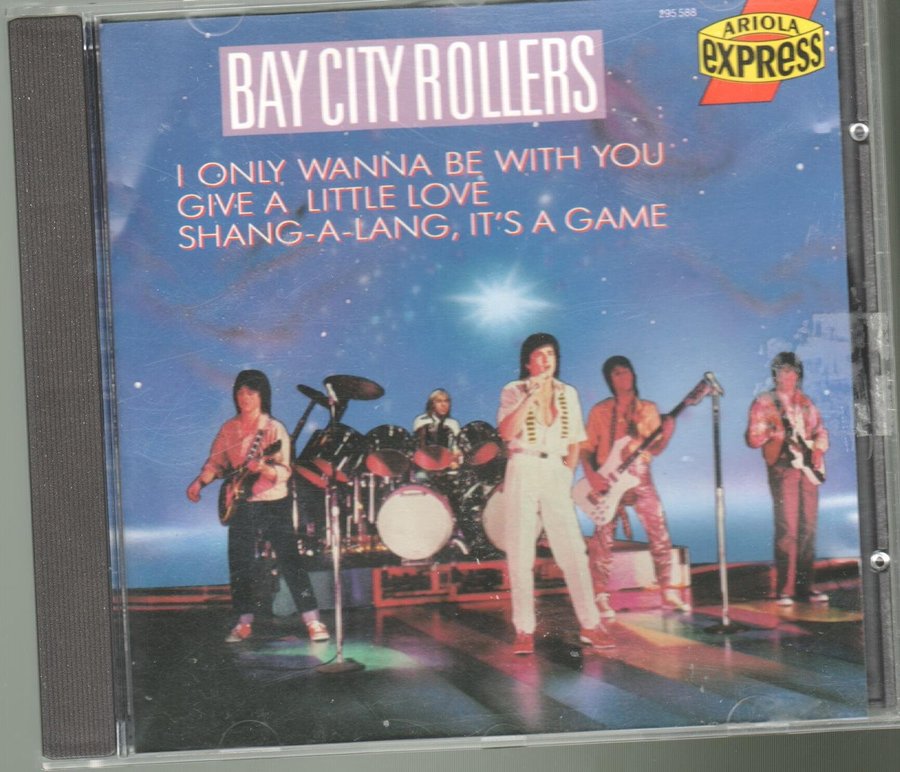 295 588
ARIOLA
EXPRESS
BAY CITY ROLLERS
I ONLY WANNA BE WITH YOU
GIVE A LITTLE LOVE
SHANG-A-LANG, IT'S A GAME